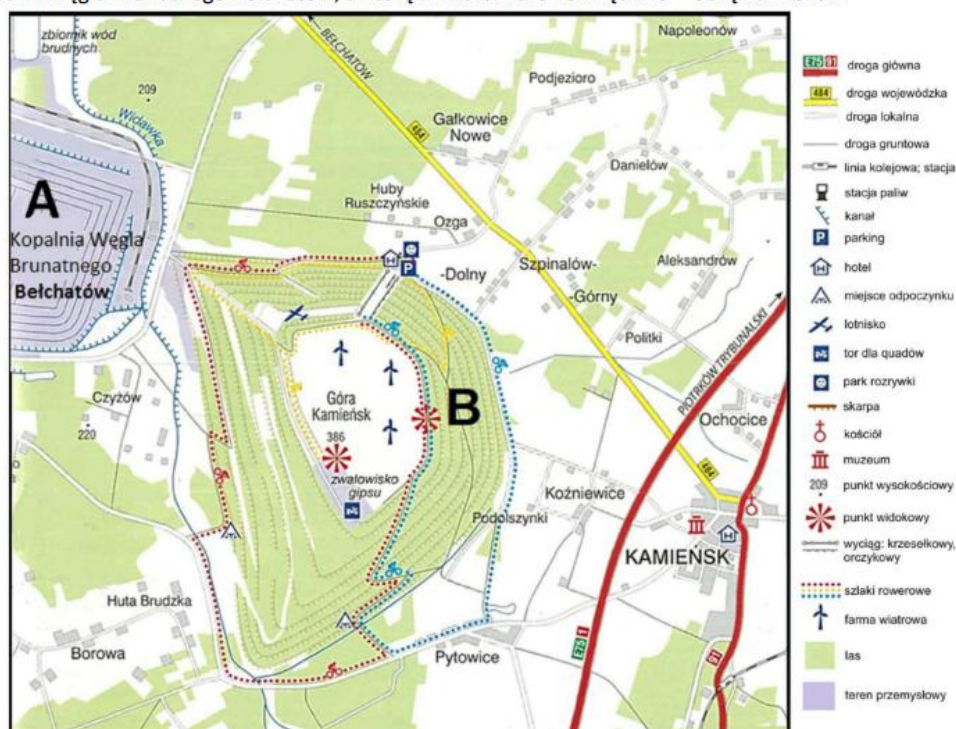 zbiornik wód
brudnych
209
Widawka
BEŁCHATÓW
484
Napoleonów
Podjezioro
Gałkowice
Nowe
Danielów
A
Kopalnia Węgla
Brunatnego
Bełchatów
Huby
Ruszczyńskie
Ozga
P
-Dolny
Szpinalów-
-Górny
Aleksandrów
Politki
PIOTRKÓW TRYBUNALSKI
Czyżów
220
Góra
Kamieńsk
386
B
zwałowisko
gipsu
Ochocice
484
Koźniewice
Podolszynki
KAMIEŃSK
Huta Brudzka
Borowa
Pytowice
E75 1
91
E75 91 droga główna
484 droga wojewódzka
droga lokalna
droga gruntowa
linia kolejowa; stacja
stacja paliw
kanał
P parking
H hotel
miejsce odpoczynku
lotnisko
tor dla quadów
park rozrywki
skarpa
kościół
muzeum
209 punkt wysokościowy
punkt widokowy
wyciąg: krzesełkowy,
orczykowy
szlaki rowerowe
farma wiatrowa
las
teren przemysłowy